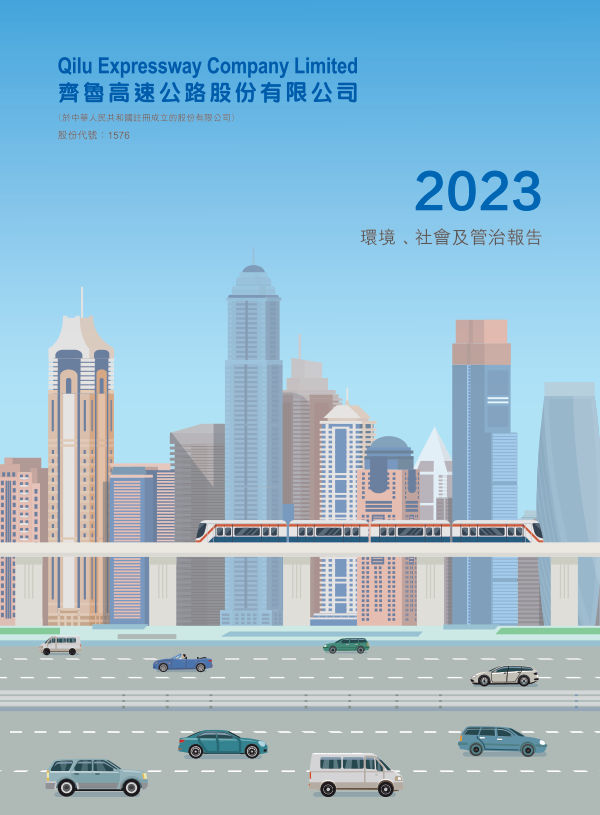 Qilu Expressway Company Limited
齊魯高速公路股份有限公司
(於中華人民共和國註冊成立的股份有限公司)
股份代號：1576
2023
環境、社會及管治報告